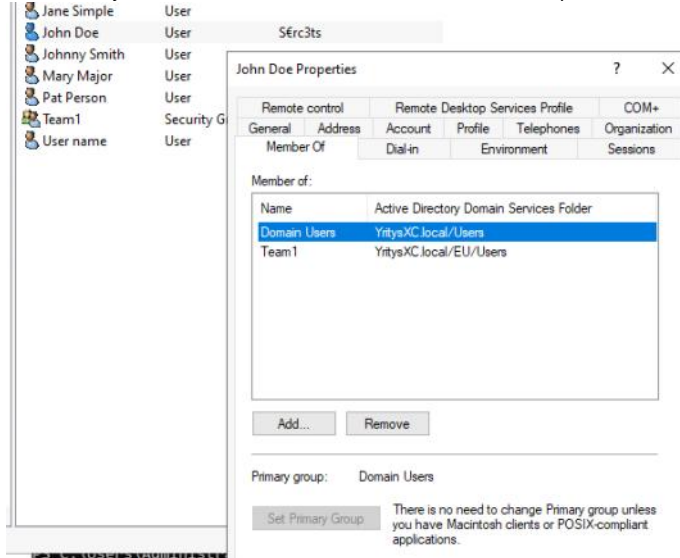 Jane Simple User
John Doe User S€rc3ts
Johnny Smith User
Mary Major User
Pat Person User
Team1 Security G
User name User
John Doe Properties ? X
Remote control Remote Desktop Services Profile COM+
General Address Account Profile Telephones Organization
Member Of Dial-in Environment Sessions
Member of:
Name Active Directory Domain Services Folder
Domain Users YritysXC.local/Users
Team1 YritysXC.local/EU/Users
Add... Remove
Primary group: Domain Users
Set Primary Group
There is no need to change Primary group unless
you have Macintosh clients or POSIX-compliant
applications.